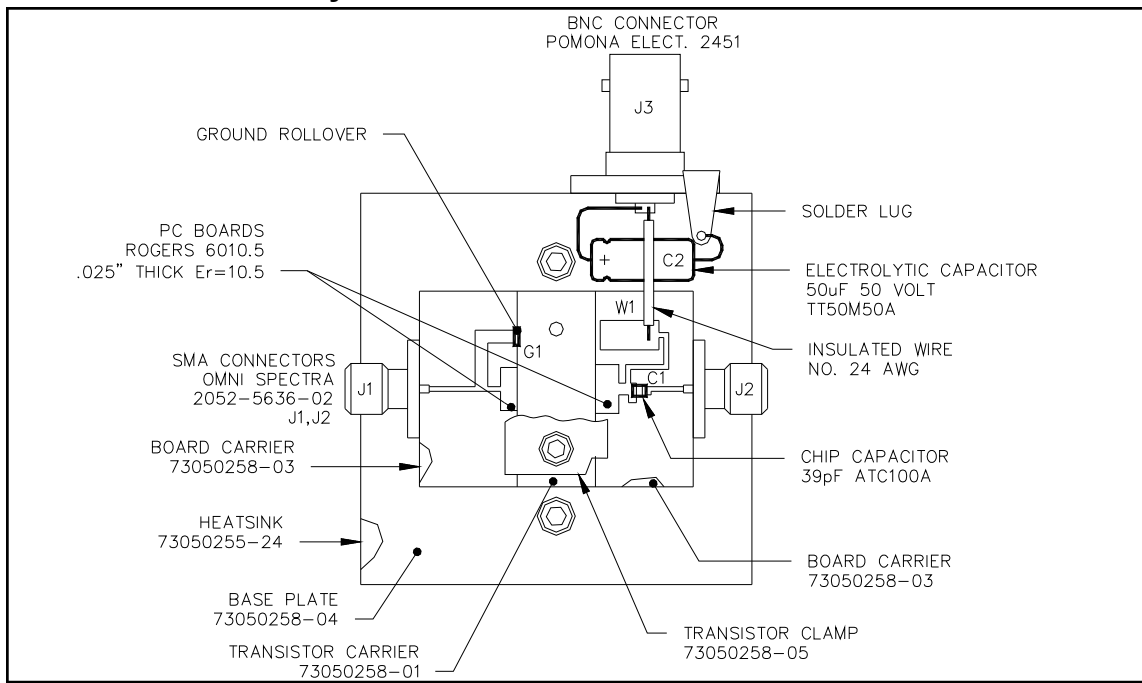 BNC CONNECTOR
POMONA ELECT. 2451
J3
GROUND ROLLOVER
SOLDER LUG
PC BOARDS
ROGERS 6010.5
.025” THICK Er=10.5
+
C2
ELECTROLYTIC CAPACITOR
50uF 50 VOLT
TT50M50A
W1
G1
INSULATED WIRE
NO. 24 AWG
SMA CONNECTORS
OMNI SPECTRA
2052-5636-02
J1,J2
J1
C1
J2
BOARD CARRIER
73050258-03
CHIP CAPACITOR
39pF ATC100A
HEATSINK
73050255-24
BOARD CARRIER
73050258-03
BASE PLATE
73050258-04
TRANSISTOR CLAMP
73050258-05
TRANSISTOR CARRIER
73050258-01